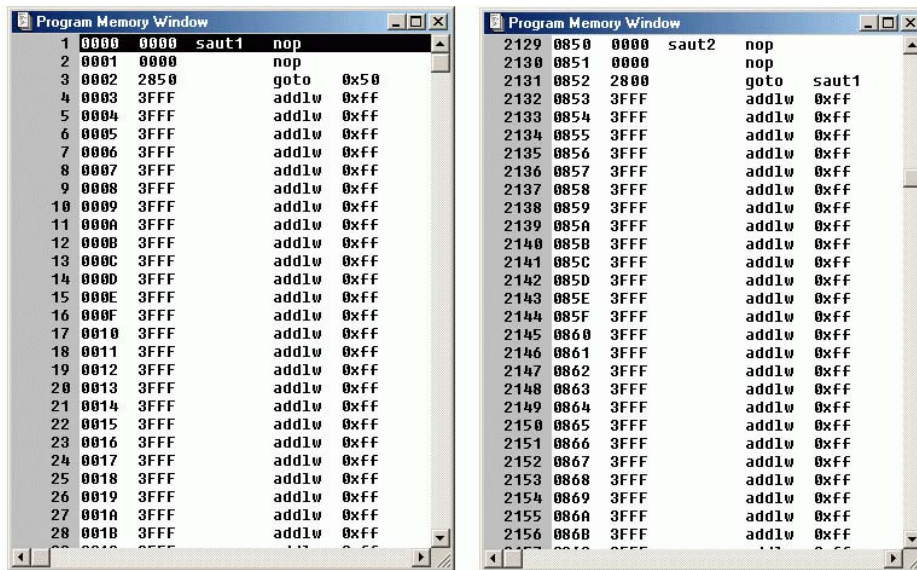 Program Memory Window
1 0000 0000 saut1 nop
2 0001 0000 nop
3 0002 2850 goto 0x50
4 0003 3FFF addlw 0xff
5 0004 3FFF addlw 0xff
6 0005 3FFF addlw 0xff
7 0006 3FFF addlw 0xff
8 0007 3FFF addlw 0xff
9 0008 3FFF addlw 0xff
10 0009 3FFF addlw 0xff
11 000A 3FFF addlw 0xff
12 000B 3FFF addlw 0xff
13 000C 3FFF addlw 0xff
14 000D 3FFF addlw 0xff
15 000E 3FFF addlw 0xff
16 000F 3FFF addlw 0xff
17 0010 3FFF addlw 0xff
18 0011 3FFF addlw 0xff
19 0012 3FFF addlw 0xff
20 0013 3FFF addlw 0xff
21 0014 3FFF addlw 0xff
22 0015 3FFF addlw 0xff
23 0016 3FFF addlw 0xff
24 0017 3FFF addlw 0xff
25 0018 3FFF addlw 0xff
26 0019 3FFF addlw 0xff
27 001A 3FFF addlw 0xff
28 001B 3FFF addlw 0xff
Program Memory Window
2129 0850 0000 saut2 nop
2130 0851 0000 nop
2131 0852 2800 goto saut1
2132 0853 3FFF addlw 0xff
2133 0854 3FFF addlw 0xff
2134 0855 3FFF addlw 0xff
2135 0856 3FFF addlw 0xff
2136 0857 3FFF addlw 0xff
2137 0858 3FFF addlw 0xff
2138 0859 3FFF addlw 0xff
2139 085A 3FFF addlw 0xff
2140 085B 3FFF addlw 0xff
2141 085C 3FFF addlw 0xff
2142 085D 3FFF addlw 0xff
2143 085E 3FFF addlw 0xff
2144 085F 3FFF addlw 0xff
2145 0860 3FFF addlw 0xff
2146 0861 3FFF addlw 0xff
2147 0862 3FFF addlw 0xff
2148 0863 3FFF addlw 0xff
2149 0864 3FFF addlw 0xff
2150 0865 3FFF addlw 0xff
2151 0866 3FFF addlw 0xff
2152 0867 3FFF addlw 0xff
2153 0868 3FFF addlw 0xff
2154 0869 3FFF addlw 0xff
2155 086A 3FFF addlw 0xff
2156 086B 3FFF addlw 0xff